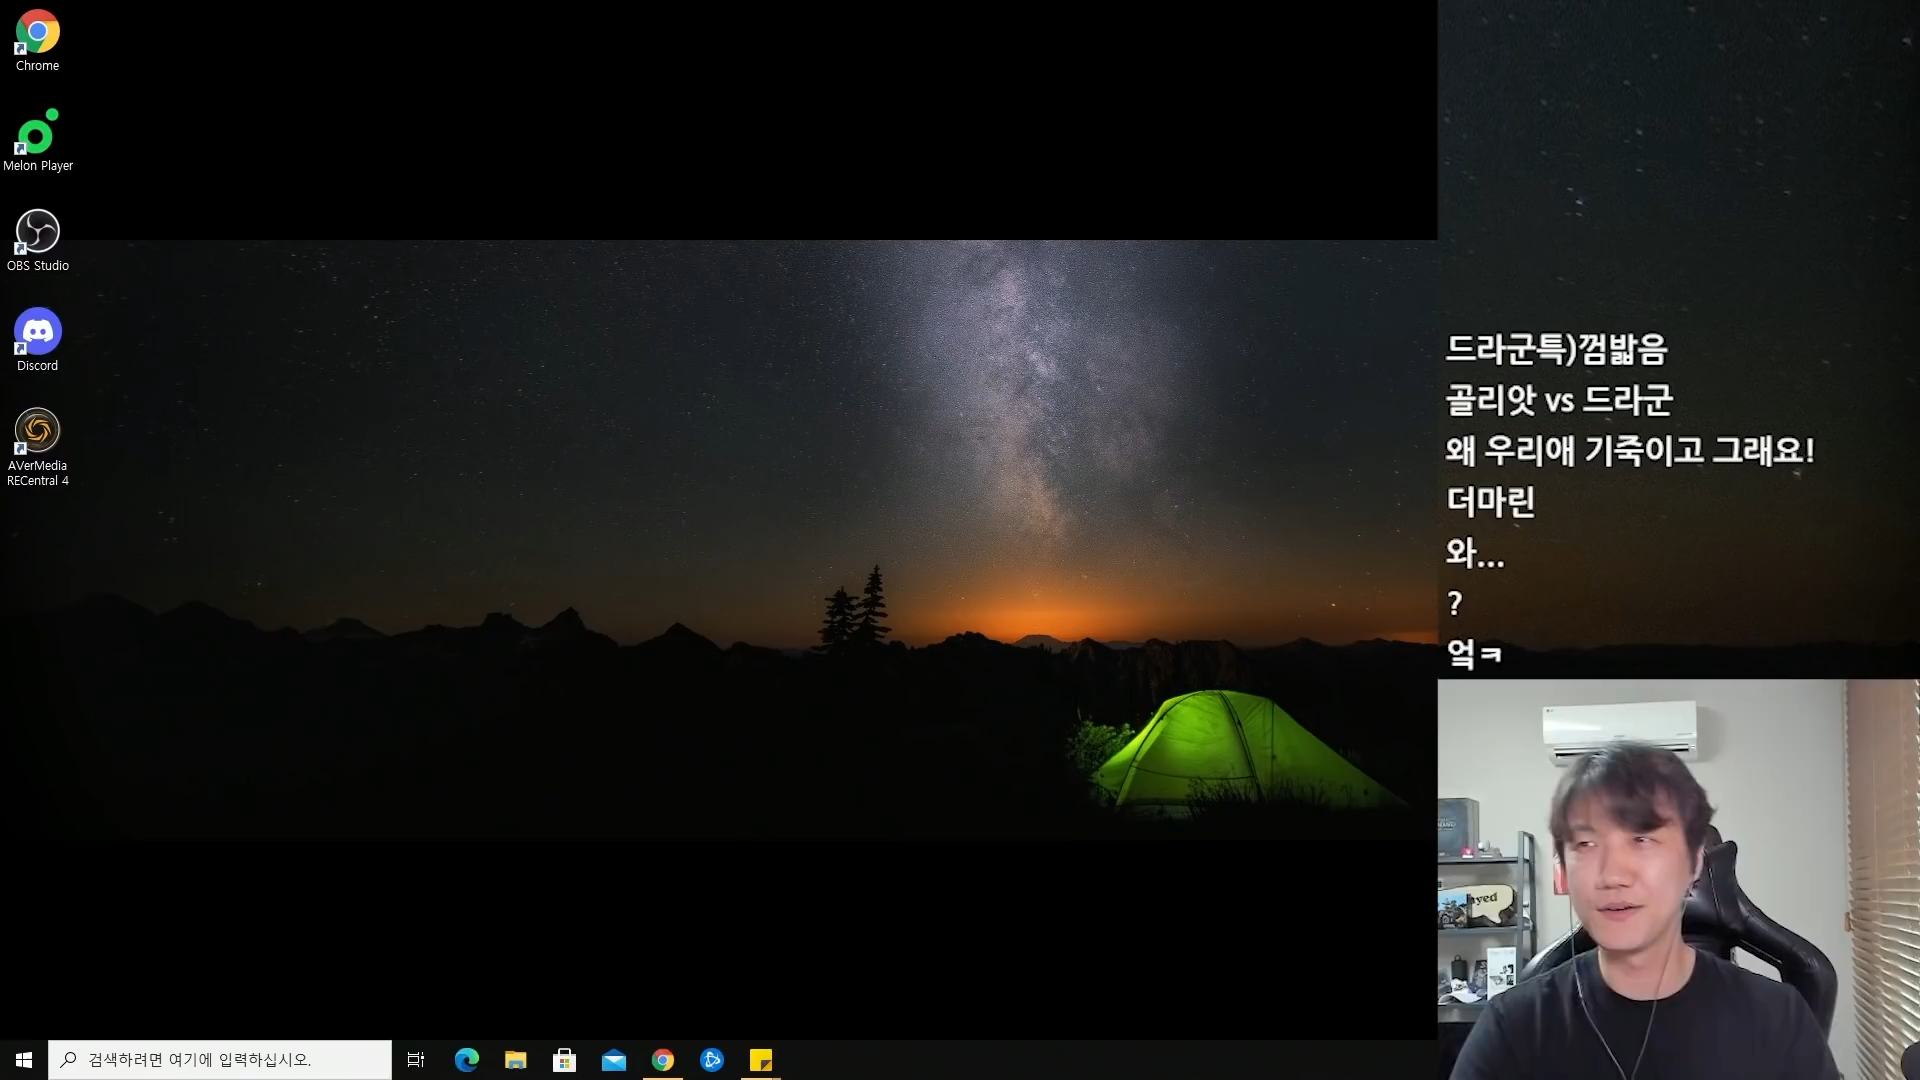 Chrome
Melon Player
OBS Studio
Discord
AVerMedia
RECentral 4
드라군특)껌밟음
골리앗 vs 드라군
왜 우리애 기죽이고 그래요!
더마린
와...
?
엌ㅋ
검색하려면 여기에 입력하십시오.